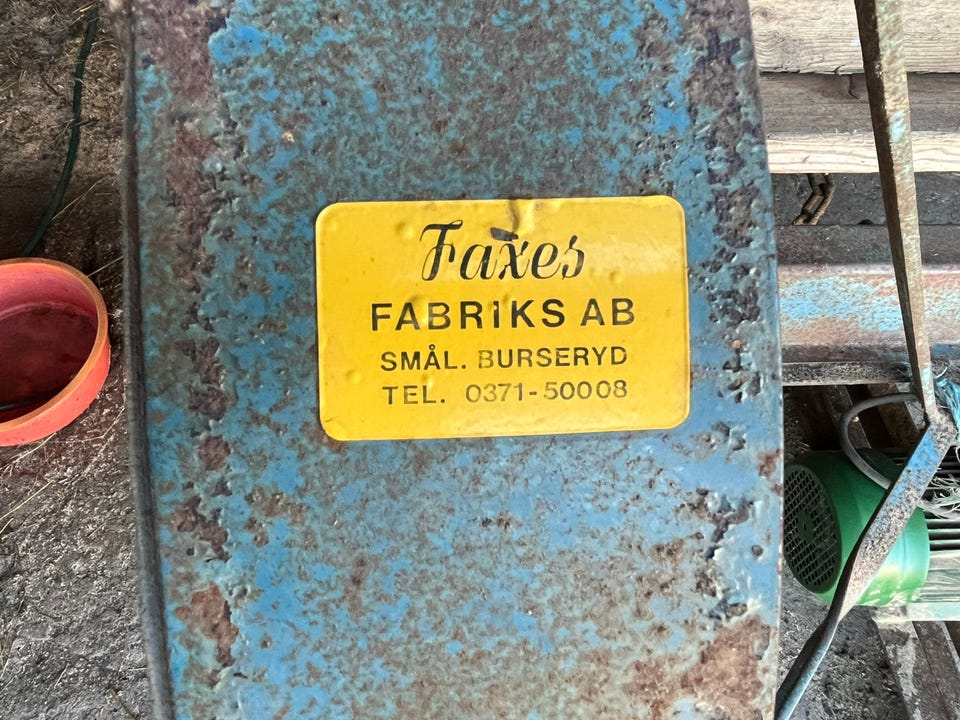 Faxes
FABRIKS AB
SMÅL. BURSERYD
TEL. 0371-50008